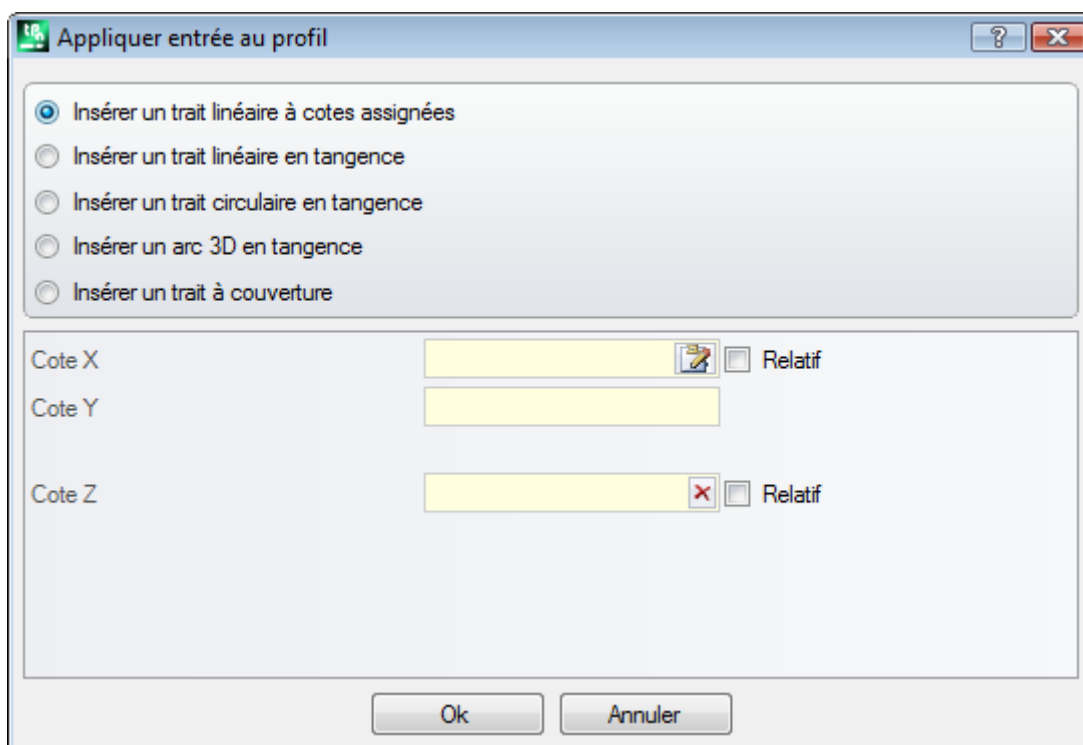 Appliquer entrée au profil
Insérer un trait linéaire à cotes assignées
Insérer un trait linéaire en tangence
Insérer un trait circulaire en tangence
Insérer un arc 3D en tangence
Insérer un trait à couverture
Cote X Relatif
Cote Y
Cote Z Relatif
Ok Annuler